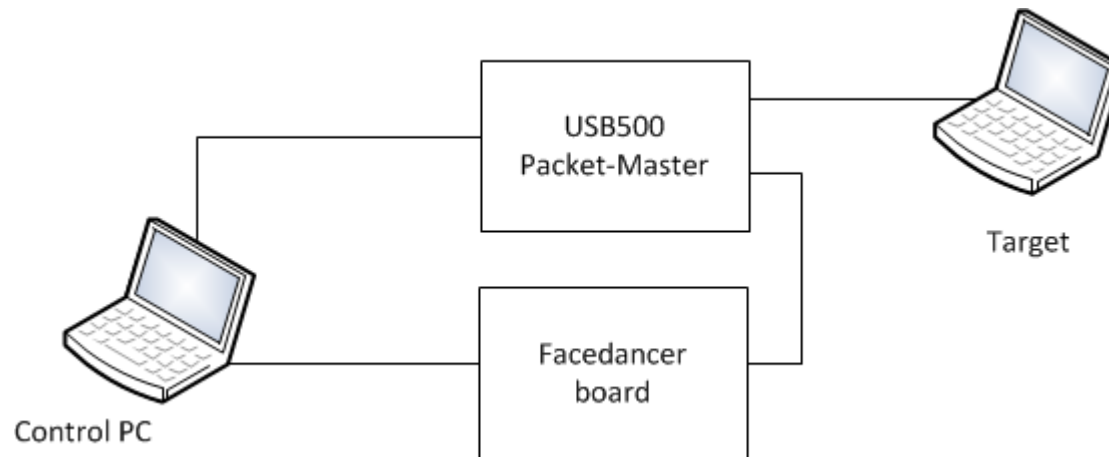 USB500
Packet-Master
Target
Facedancer
board
Control PC